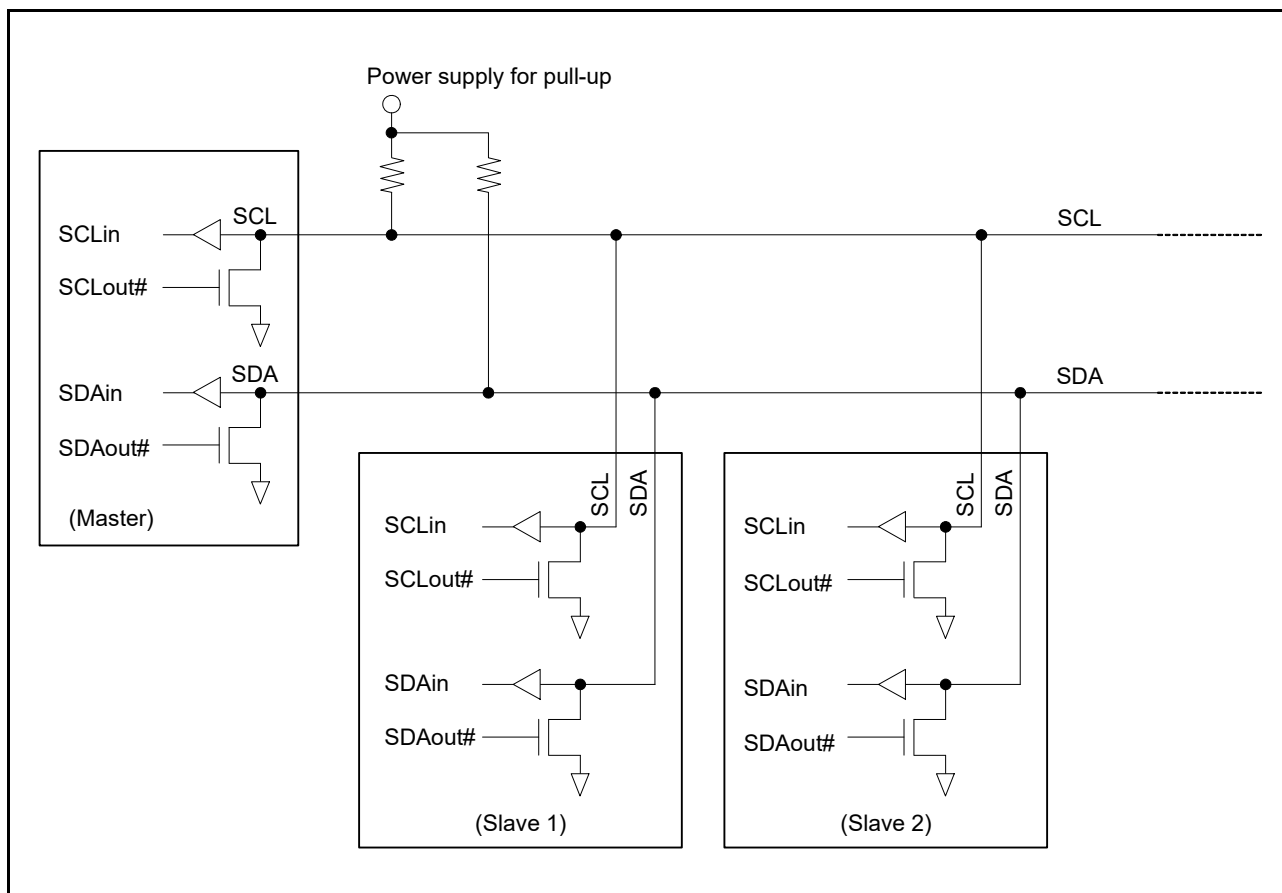 Power supply for pull-up
SCL
SCLin
SCL
SCLout#
SDA
SDAin
SDA
SDAout#
(Master)
SCL
SDA
SCLin
SCLout#
SDAin
SDAout#
(Slave 1)
SCL
SDA
SCLin
SCLout#
SDAin
SDAout#
(Slave 2)